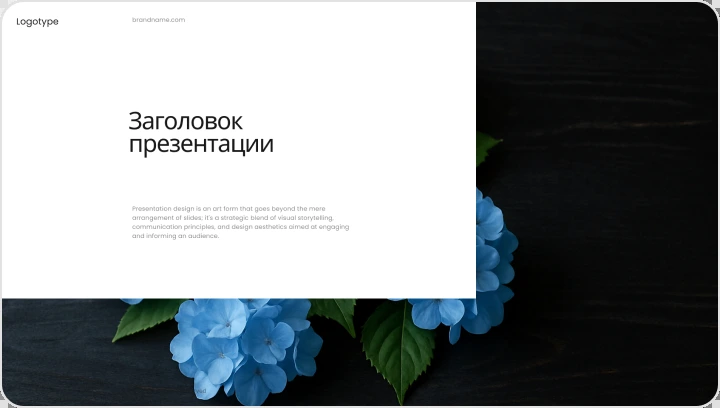 Logotype
brandname.com
Заголовок
презентации
Presentation design is an art form that goes beyond the mere
arrangement of slides; it's a strategic blend of visual storytelling,
communication principles, and design aesthetics aimed at engaging
and informing an audience.